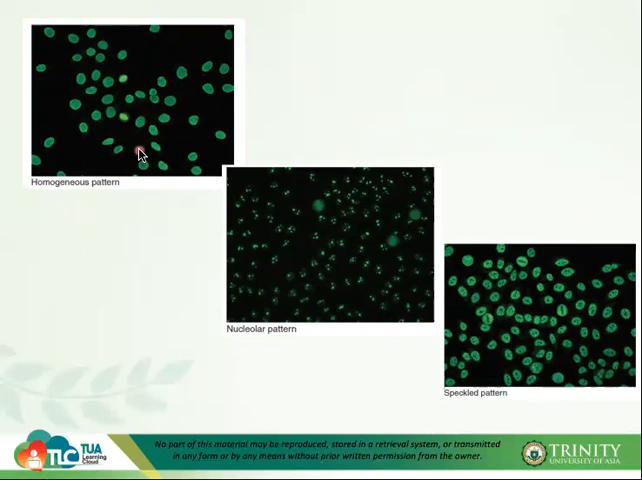 Homogeneous pattern
Nucleolar pattern
Speckled pattern
TLC
TUA
Learning
Cloud
No part of this material may be reproduced, stored in a retrieval system, or transmitted
in any form or by any means without prior written permission from the owner.
TRINITY
UNIVERSITY OF ASIA